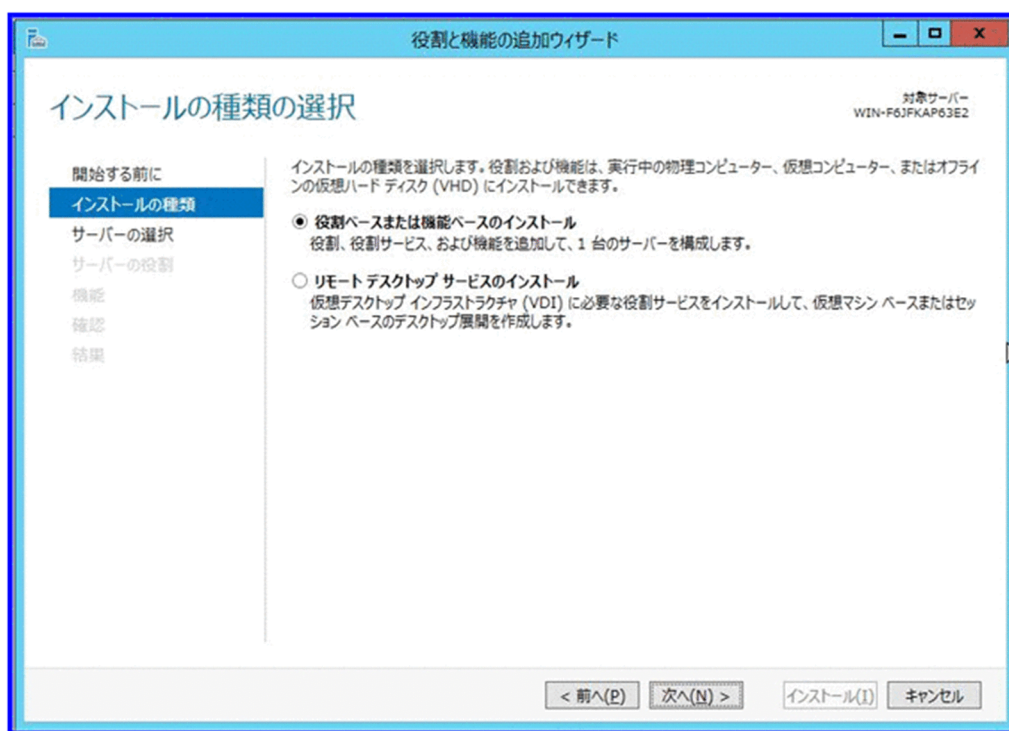 役割と機能の追加ウィザード
インストールの種類の選択
対象サーバー
WIN-F6JFKAP63E2
開始する前に
インストールの種類
サーバーの選択
サーバーの役割
機能
確認
結果
インストールの種類を選択します。役割および機能は、実行中の物理コンピューター、仮想コンピューター、またはオフライ
ンの仮想ハード ディスク (VHD) にインストールできます。
役割ベースまたは機能ベースのインストール
役割、役割サービス、および機能を追加して、1 台のサーバーを構成します。
リモート デスクトップ サービスのインストール
仮想デスクトップ インフラストラクチャ (VDI) に必要な役割サービスをインストールして、仮想マシン ベースまたはセッ
ション ベースのデスクトップ展開を作成します。
< 前へ(P)
次へ(N) >
インストール(I)
キャンセル